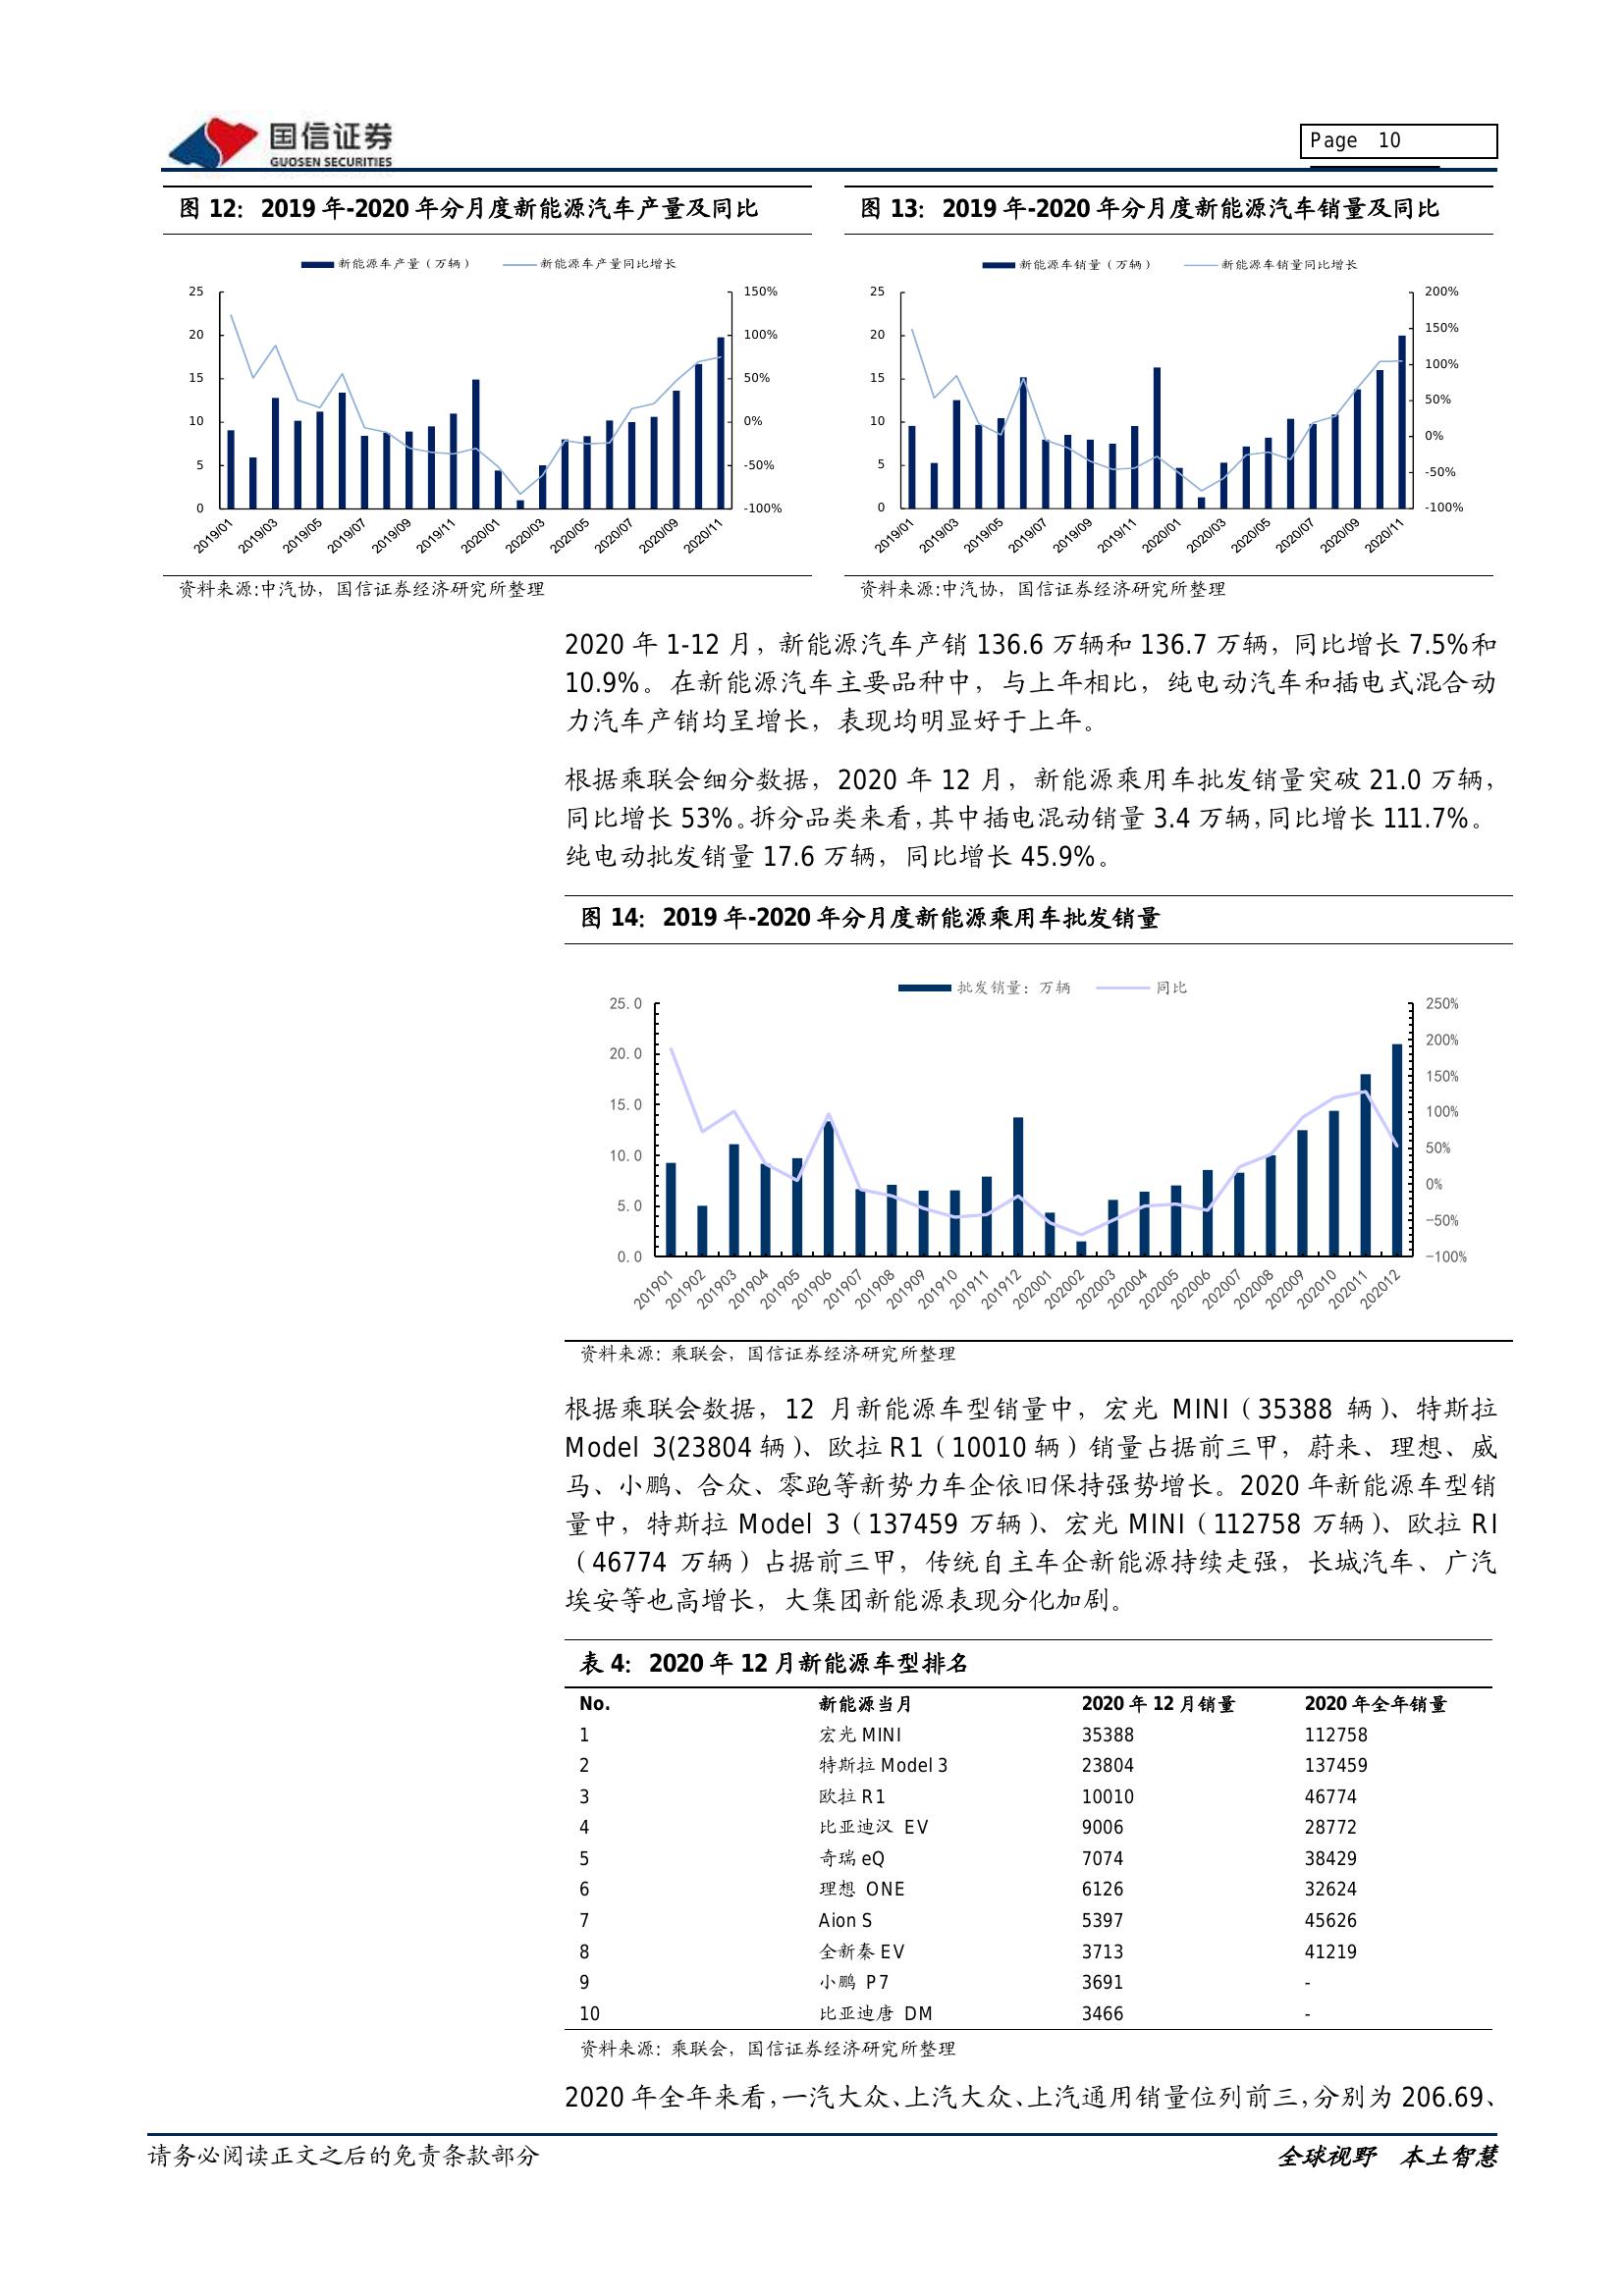 国信证券
GUOSEN SECURITIES
Page 10
图 12: 2019 年-2020 年分月度新能源汽车产量及同比
新能源车产量（万辆） 新能源车产量同比增长
25
20
15
10
5
0
150%
100%
50%
0%
-50%
-100%
2019/01 2019/03 2019/05 2019/07 2019/09 2019/11 2020/01 2020/03 2020/05 2020/07 2020/09 2020/11
资料来源:中汽协，国信证券经济研究所整理
图 13: 2019 年-2020 年分月度新能源汽车销量及同比
新能源车销量（万辆） 新能源车销量同比增长
25
20
15
10
5
0
200%
150%
100%
50%
0%
-50%
-100%
2019/01 2019/03 2019/05 2019/07 2019/09 2019/11 2020/01 2020/03 2020/05 2020/07 2020/09 2020/11
资料来源:中汽协，国信证券经济研究所整理
2020 年 1-12 月，新能源汽车产销 136.6 万辆和 136.7 万辆，同比增长 7.5%和
10.9%。在新能源汽车主要品种中，与上年相比，纯电动汽车和插电式混合动
力汽车产销均呈增长，表现均明显好于上年。
根据乘联会细分数据，2020 年 12 月，新能源乘用车批发销量突破 21.0 万辆，
同比增长 53%。拆分品类来看，其中插电混动销量 3.4 万辆，同比增长 111.7%。
纯电动批发销量 17.6 万辆，同比增长 45.9%。
图 14: 2019 年-2020 年分月度新能源乘用车批发销量
批发销量：万辆 同比
25.0
20.0
15.0
10.0
5.0
0.0
250%
200%
150%
100%
50%
0%
-50%
-100%
201901 201902 201903 201904 201905 201906 201907 201908 201909 201910 201911 201912 202001 202002 202003 202004 202005 202006 202007 202008 202009 202010 202011 202012
资料来源：乘联会，国信证券经济研究所整理
根据乘联会数据，12 月新能源车型销量中，宏光 MINI（35388 辆）、特斯拉
Model 3(23804 辆）、欧拉 R1（10010 辆）销量占据前三甲，蔚来、理想、威
马、小鹏、合众、零跑等新势力车企依旧保持强势增长。2020 年新能源车型销
量中，特斯拉 Model 3（137459 万辆）、宏光 MINI（112758 万辆）、欧拉 RI
（46774 万辆）占据前三甲，传统自主车企新能源持续走强，长城汽车、广汽
埃安等也高增长，大集团新能源表现分化加剧。
表 4: 2020 年 12 月新能源车型排名
No. 新能源当月 2020 年 12 月销量 2020 年全年销量
1 宏光 MINI 35388 112758
2 特斯拉 Model 3 23804 137459
3 欧拉 R1 10010 46774
4 比亚迪汉 EV 9006 28772
5 奇瑞 eQ 7074 38429
6 理想 ONE 6126 32624
7 Aion S 5397 45626
8 全新秦 EV 3713 41219
9 小鹏 P7 3691 -
10 比亚迪唐 DM 3466 -
资料来源：乘联会，国信证券经济研究所整理
2020 年全年来看，一汽大众、上汽大众、上汽通用销量位列前三，分别为 206.69、
请务必阅读正文之后的免责条款部分
全球视野 本土智慧